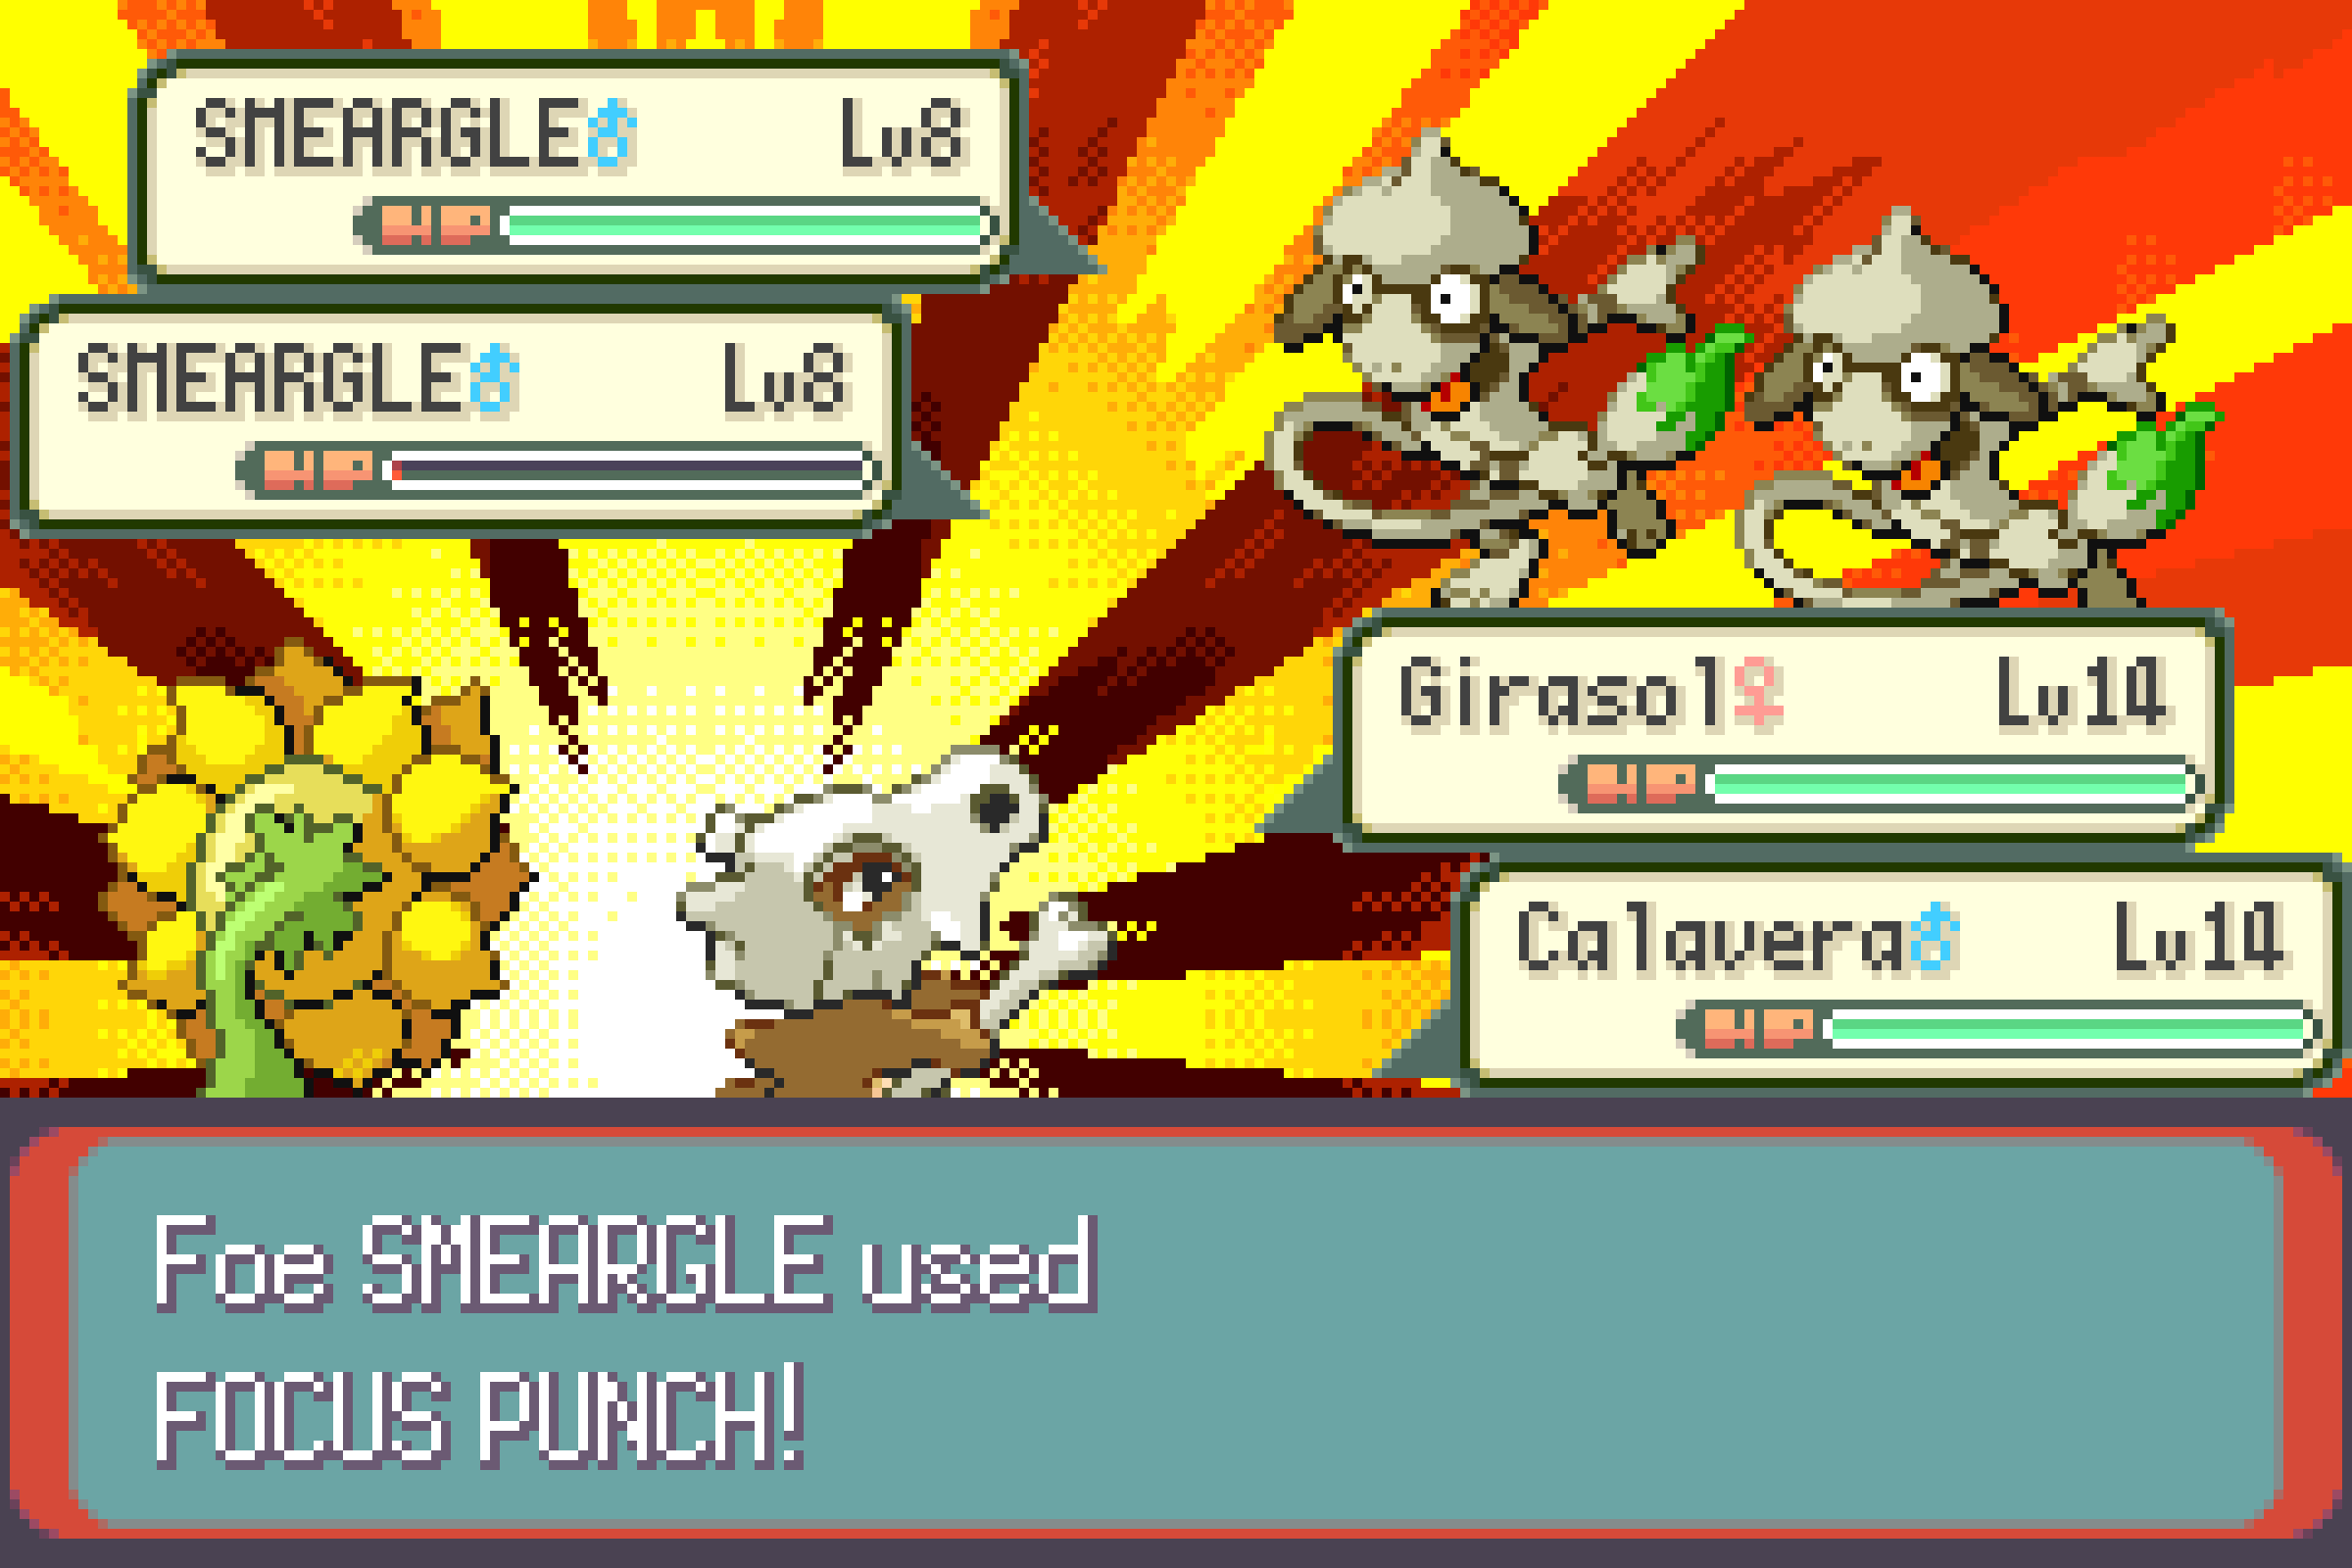 SMEARGLE♂ Lv8
HP
SMEARGLE♂ Lv8
HP
Girasol♀ Lv14
HP
Calavera♂ Lv14
HP
Foe SMEARGLE used
FOCUS PUNCH!